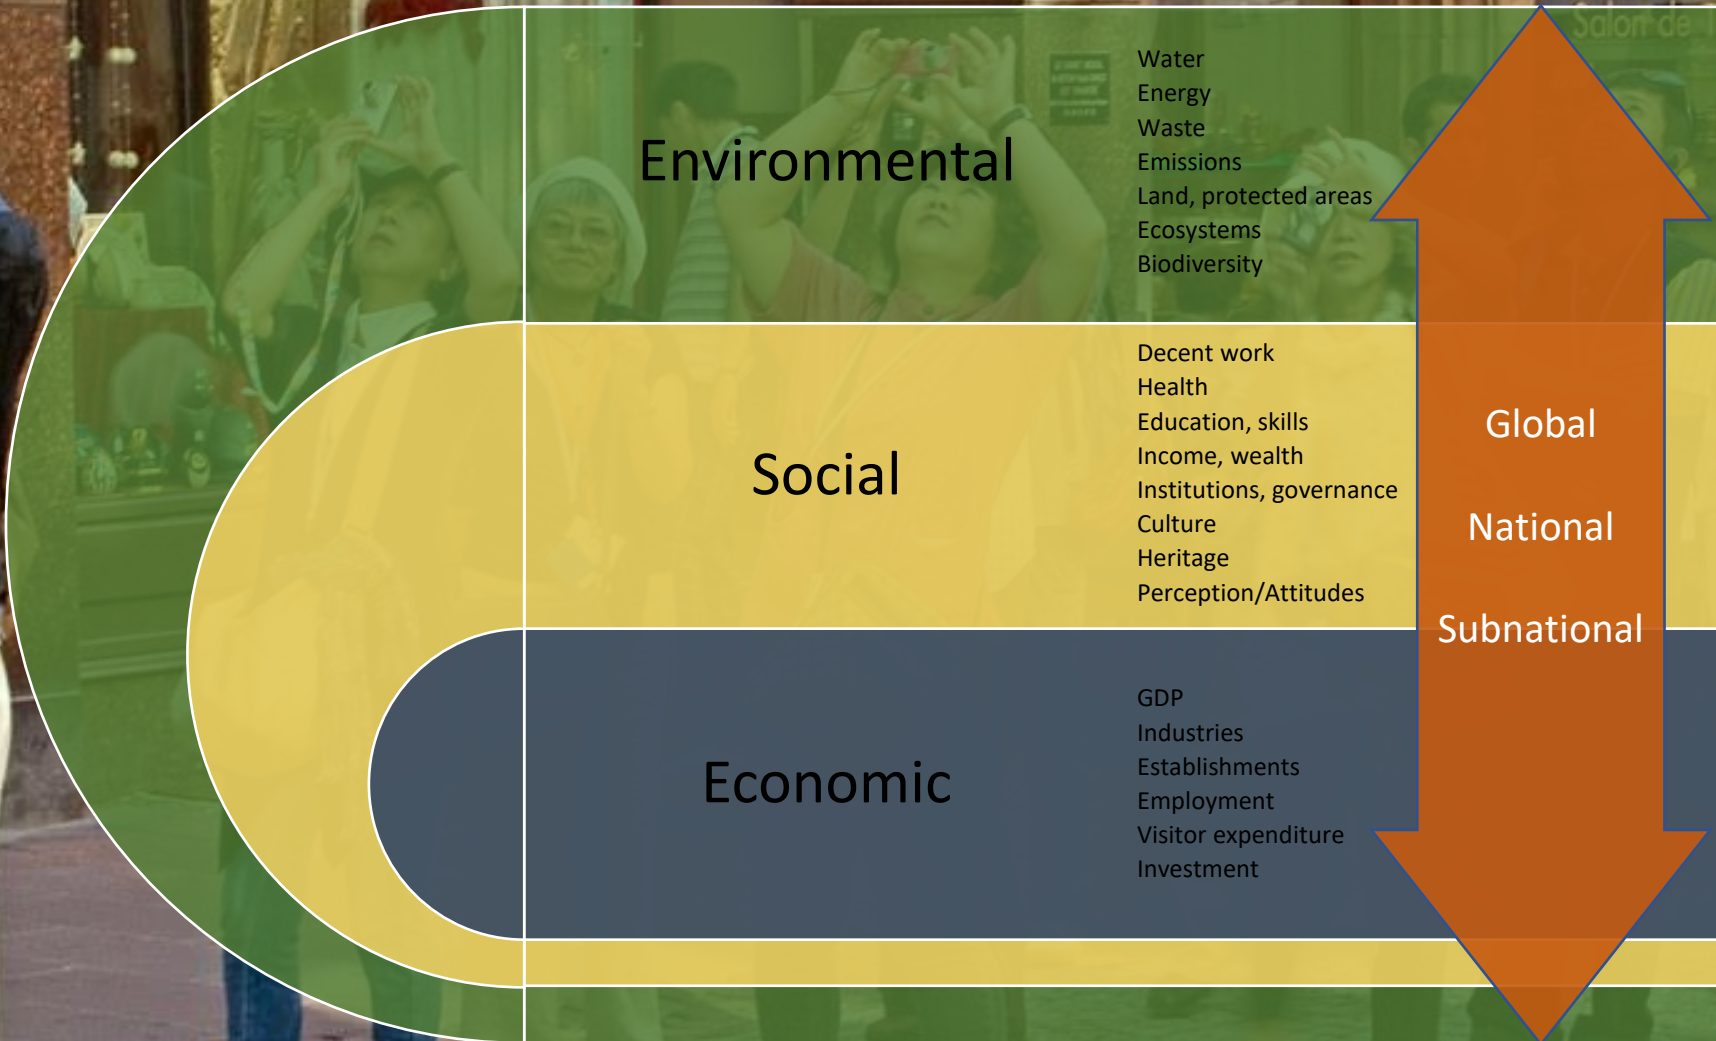 Salon de
Environmental
Water
Energy
Waste
Emissions
Land, protected areas
Ecosystems
Biodiversity
Social
Decent work
Health
Education, skills
Income, wealth
Institutions, governance
Culture
Heritage
Perception/Attitudes
Global
National
Subnational
Economic
GDP
Industries
Establishments
Employment
Visitor expenditure
Investment